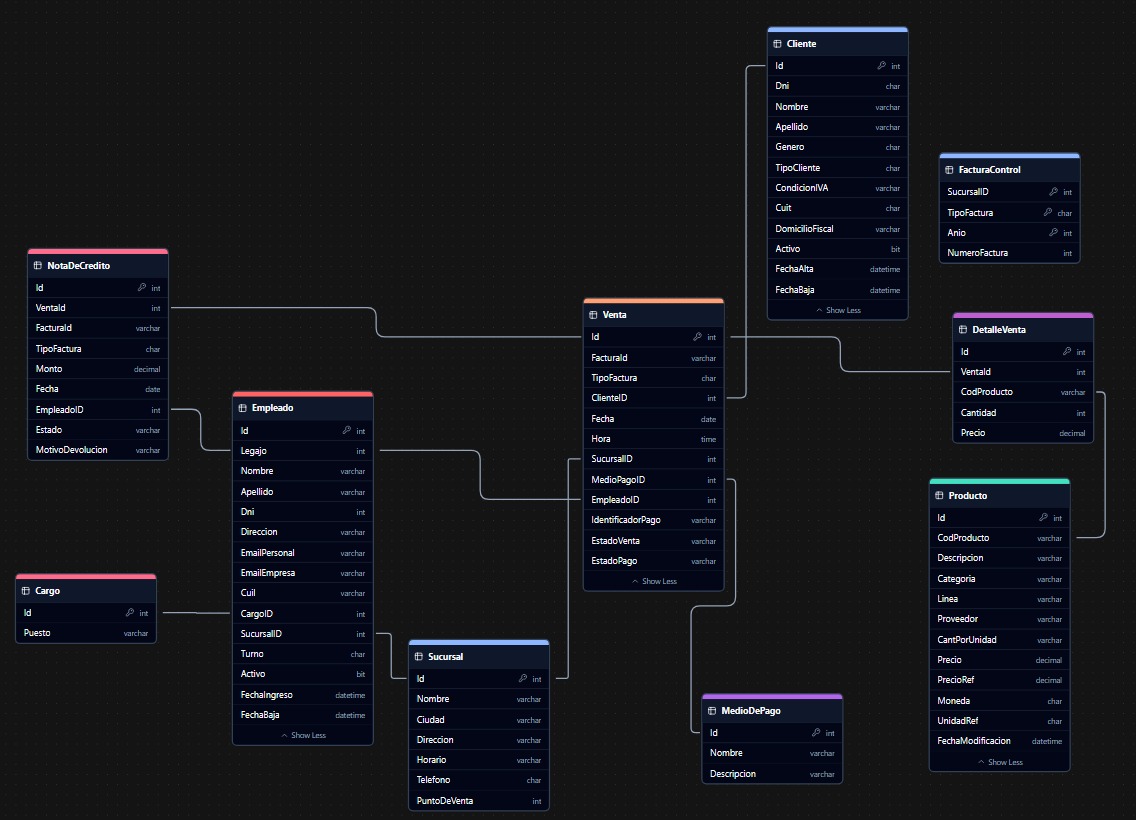 Cliente
Id int
Dni char
Nombre varchar
Apellido varchar
Genero char
TipoCliente char
CondicionIVA varchar
Cuit char
DomicilioFiscal varchar
Activo bit
FechaAlta datetime
FechaBaja datetime
Show Less
FacturaControl
SucursalID int
TipoFactura char
Anio int
NumeroFactura int
NotaDeCredito
Id int
VentaId int
FacturaId varchar
TipoFactura char
Monto decimal
Fecha date
EmpleadoID int
Estado varchar
MotivoDevolucion varchar
Venta
Id int
FacturaId varchar
TipoFactura char
ClienteID int
Fecha date
Hora time
SucursalID int
MedioPagoID int
EmpleadoID int
IdentificadorPago varchar
EstadoVenta varchar
EstadoPago varchar
Show Less
DetalleVenta
Id int
VentaId int
CodProducto varchar
Cantidad int
Precio decimal
Empleado
Id int
Legajo int
Nombre varchar
Apellido varchar
Dni int
Direccion varchar
EmailPersonal varchar
EmailEmpresa varchar
Cuil varchar
CargoID int
SucursalID int
Turno char
Activo bit
FechaIngreso datetime
FechaBaja datetime
Show Less
Producto
Id int
CodProducto varchar
Descripcion varchar
Categoria varchar
Linea varchar
Proveedor varchar
CantPorUnidad varchar
Precio decimal
PrecioRef decimal
Moneda char
UnidadRef char
FechaModificacion datetime
Show Less
Cargo
Id int
Puesto varchar
Sucursal
Id int
Nombre varchar
Ciudad varchar
Direccion varchar
Horario varchar
Telefono char
PuntoDeVenta int
MedioDePago
Id int
Nombre varchar
Descripcion varchar